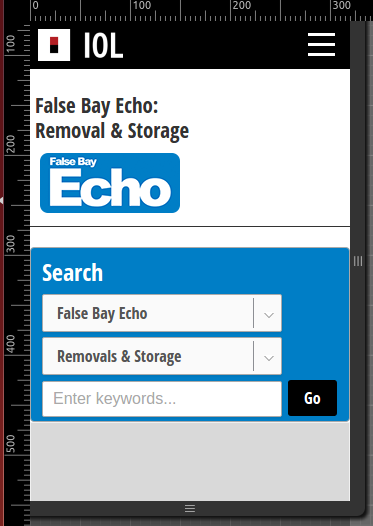 0 100 200 300
100
200
300
400
500
IOL
False Bay Echo:
Removal & Storage
False Bay
Echo
Search
False Bay Echo
Removals & Storage
Enter keywords...
Go